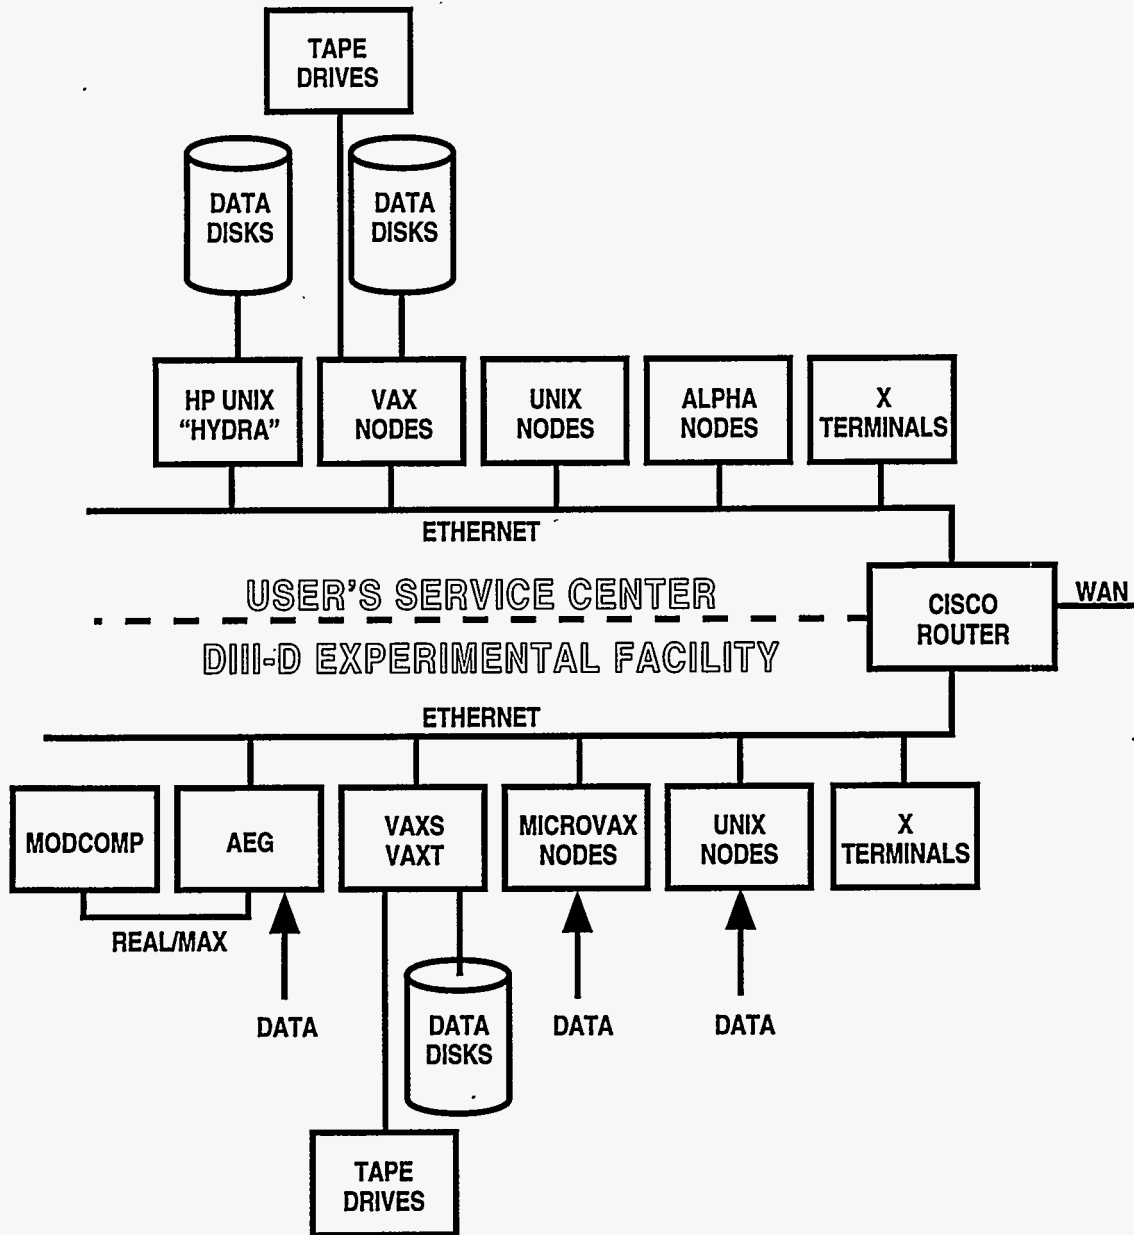 TAPE
DRIVES
DATA
DISKS
DATA
DISKS
HP UNIX
“HYDRA”
VAX
NODES
UNIX
NODES
ALPHA
NODES
X
TERMINALS
ETHERNET
USER'S SERVICE CENTER
CISCO
ROUTER
WAN
DIII-D EXPERIMENTAL FACILITY
ETHERNET
MODCOMP
AEG
VAXS
VAXT
MICROVAX
NODES
UNIX
NODES
X
TERMINALS
REAL/MAX
DATA
DATA
DISKS
DATA
DATA
TAPE
DRIVES